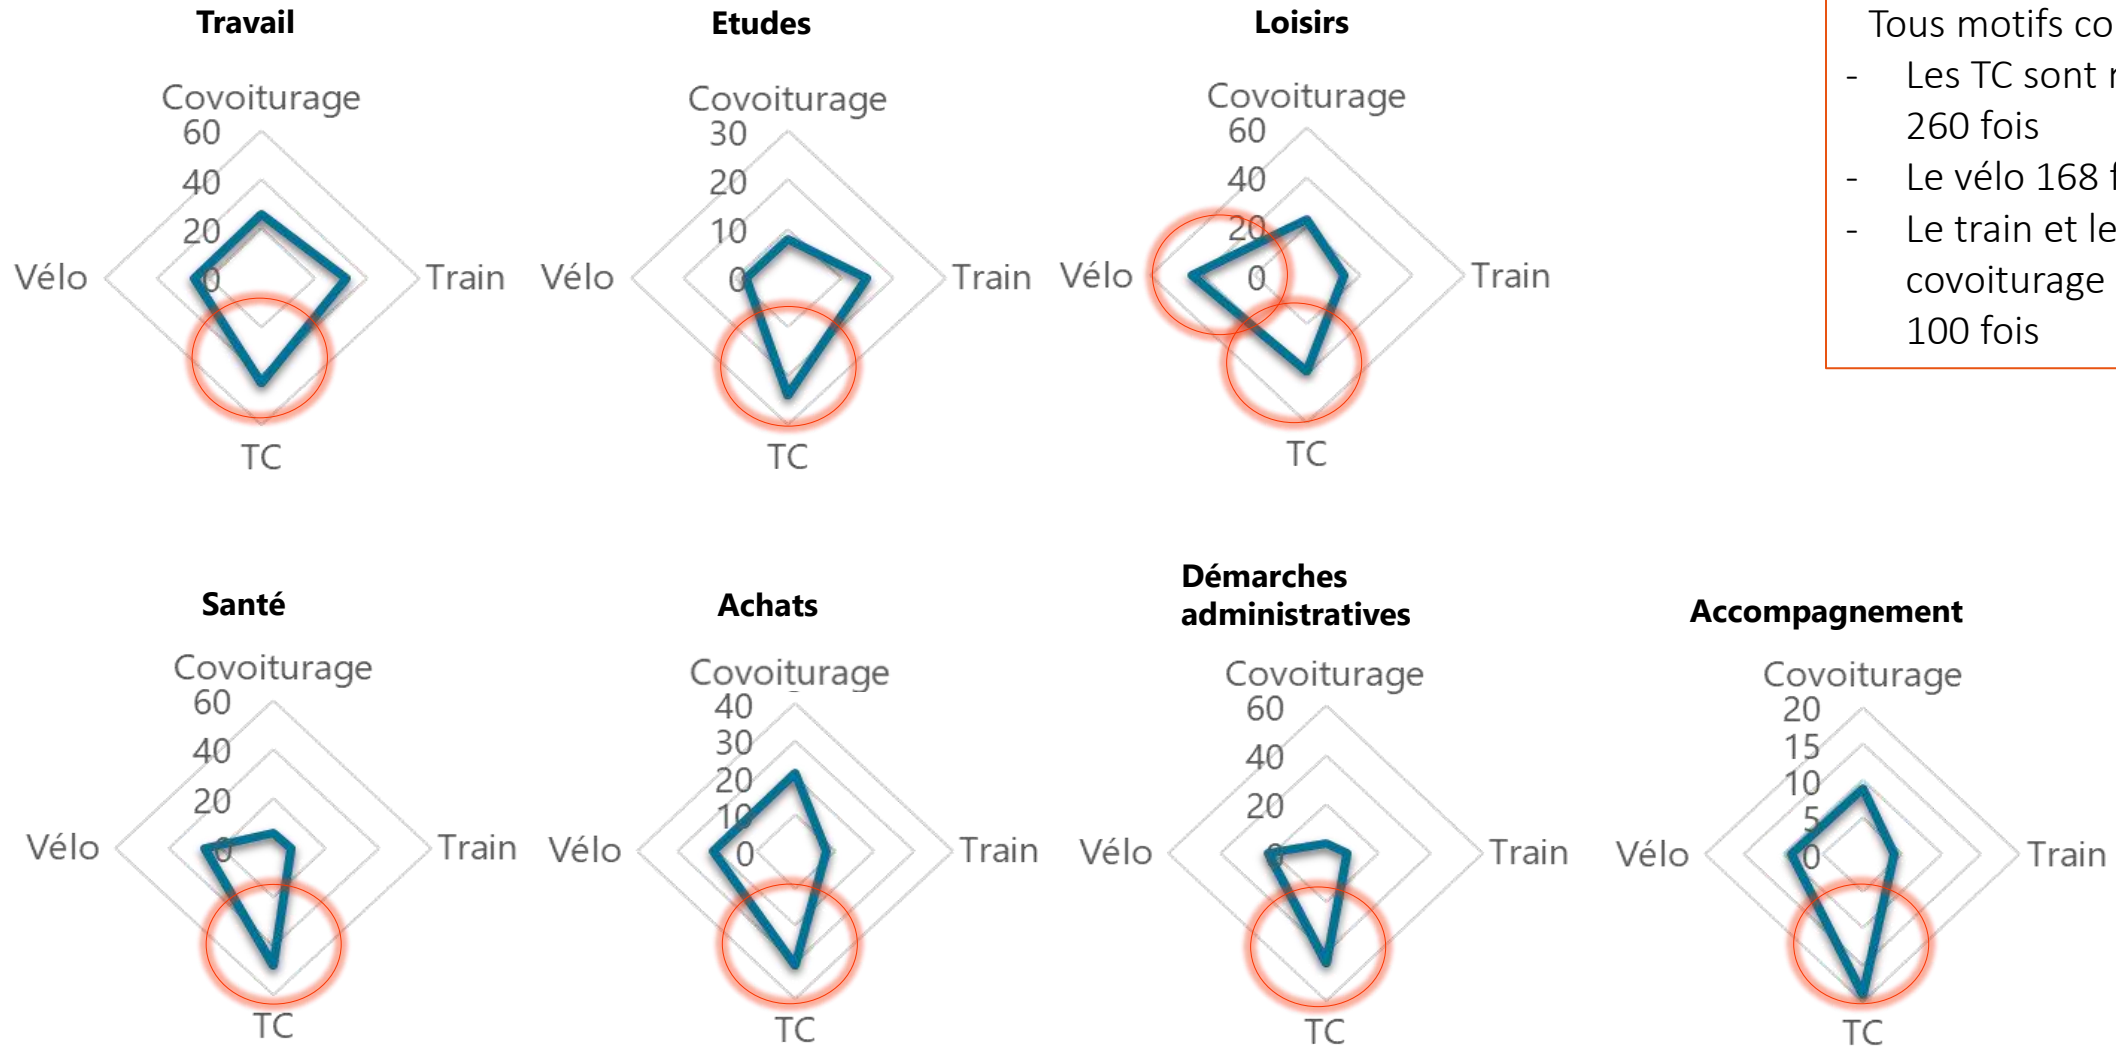 Travail
Covoiturage
60
40
20
0
Vélo
Train
TC
Etudes
Covoiturage
30
20
10
0
Vélo
Train
TC
Loisirs
Covoiturage
60
40
20
0
Vélo
Train
TC
Tous motifs
- Les TC sont
260 fois
- Le vélo 168
- Le train et
covoiturage
100 fois
Santé
Covoiturage
60
40
20
0
Vélo
Train
TC
Achats
Covoiturage
40
30
20
10
0
Vélo
Train
TC
Démarches
administratives
Covoiturage
60
40
20
0
Vélo
Train
TC
Accompagnement
Covoiturage
20
15
10
5
0
Vélo
Train
TC